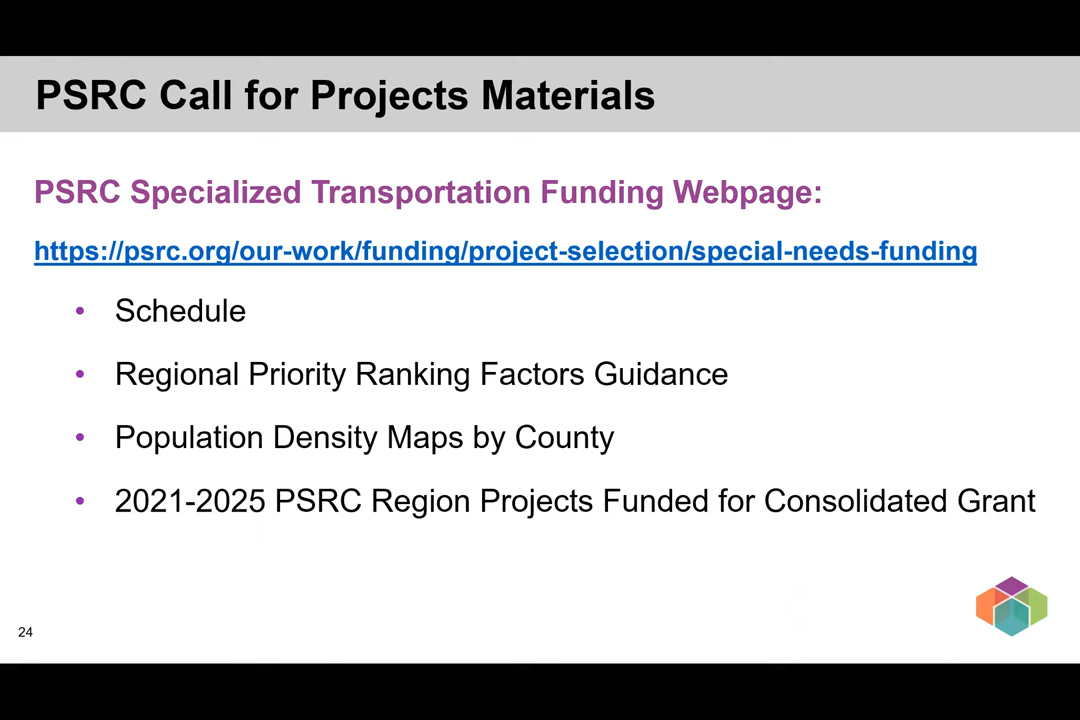 PSRC Call for Projects Materials
PSRC Specialized Transportation Funding Webpage:
https://psrc.org/our-work/funding/project-selection/special-needs-funding
• Schedule
• Regional Priority Ranking Factors Guidance
• Population Density Maps by County
• 2021-2025 PSRC Region Projects Funded for Consolidated Grant
24